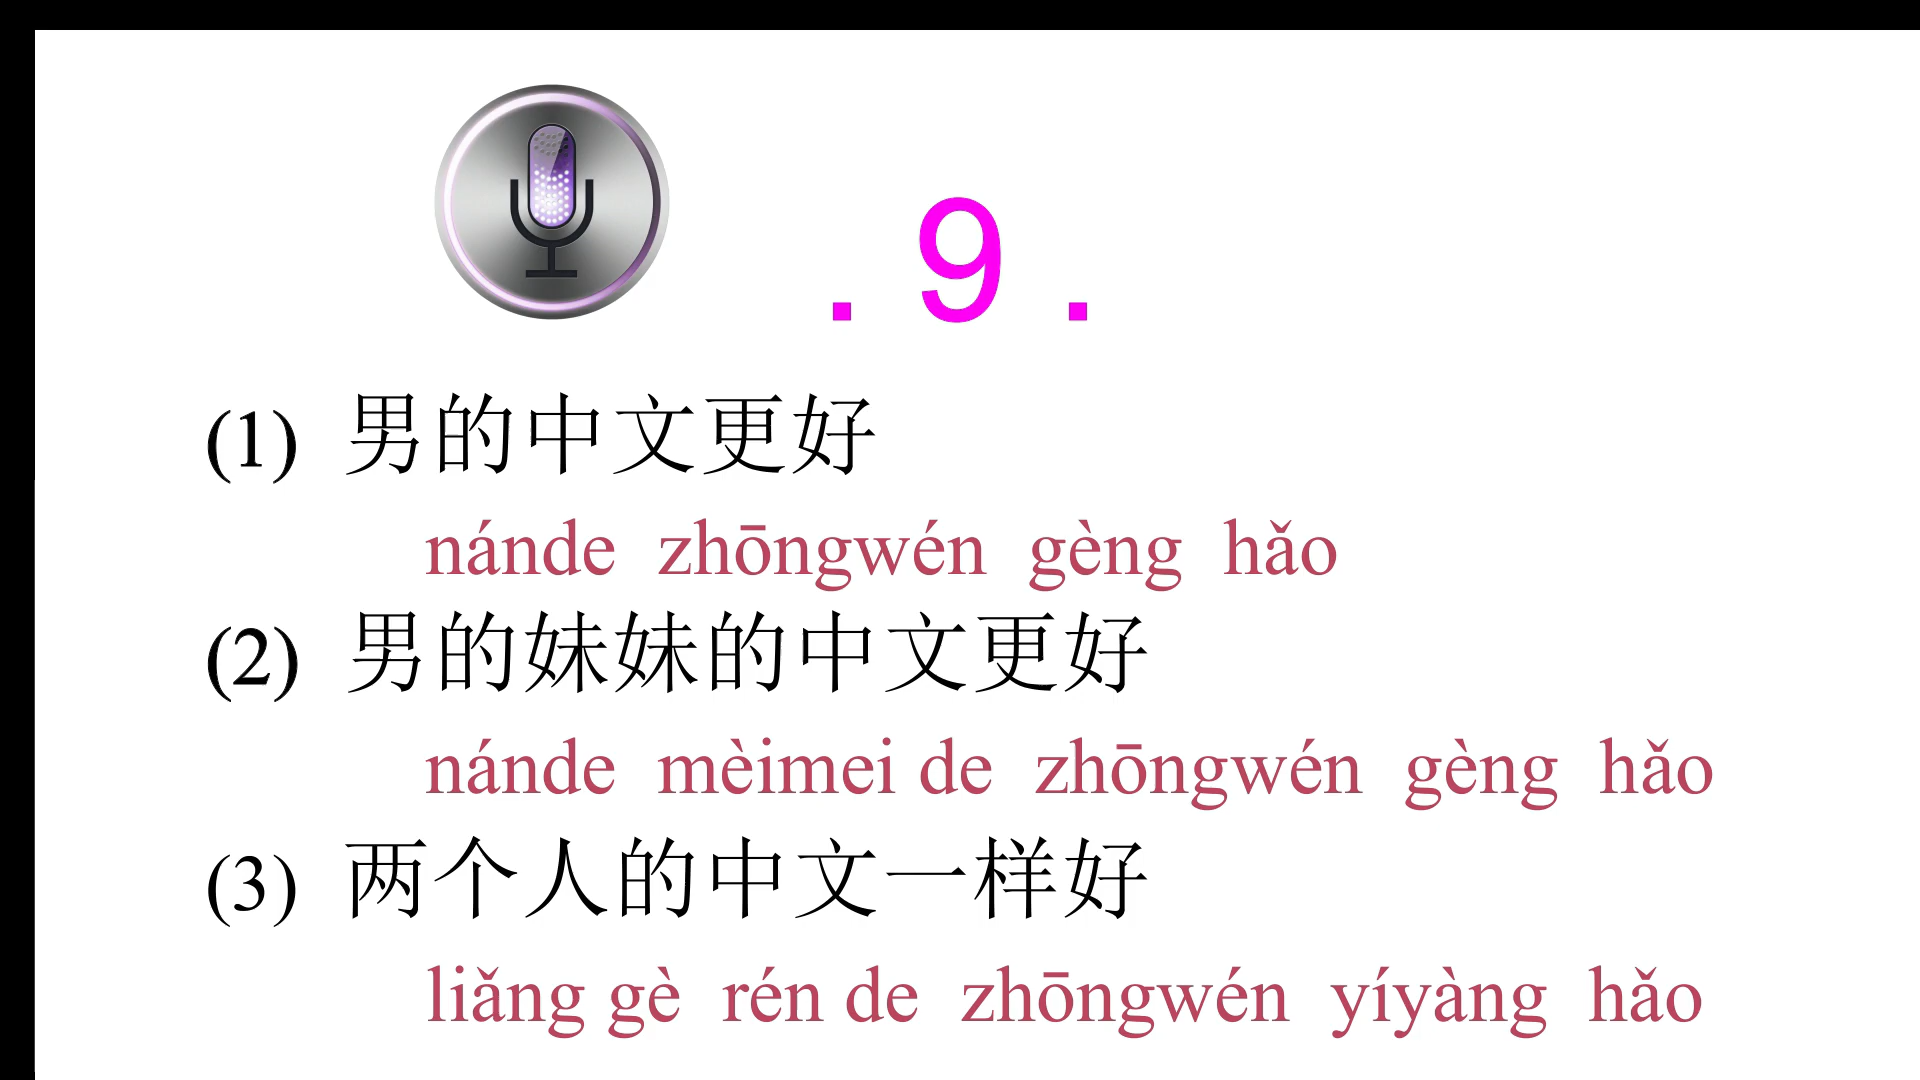 .9.
(1) 男的中文更好
nánde zhōngwén gèng hǎo
(2) 男的妹妹的中文更好
nánde mèimei de zhōngwén gèng hǎo
(3) 两个人的中文一样好
liǎng gè rén de zhōngwén yíyàng hǎo